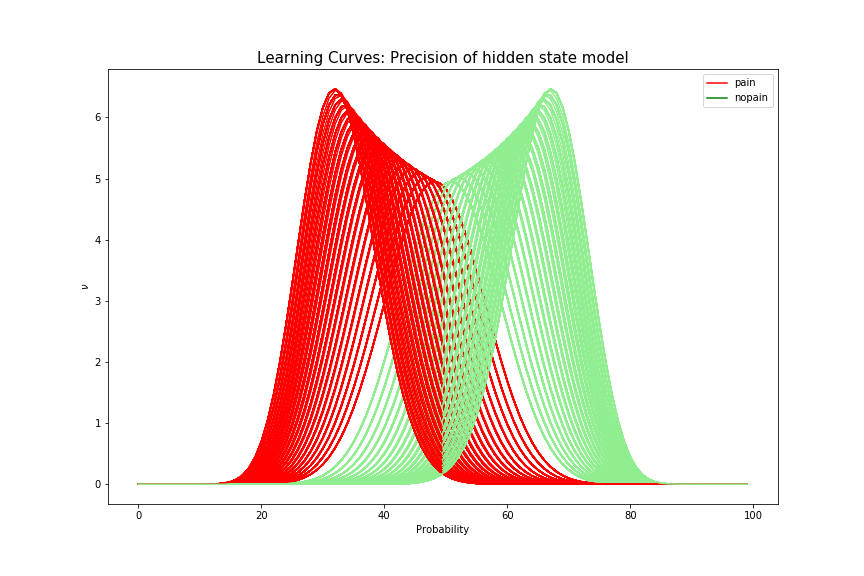 Learning Curves: Precision of hidden state model
pain
nopain
6
5
4
3
2
1
0
ν
0 20 40 60 80 100
Probability